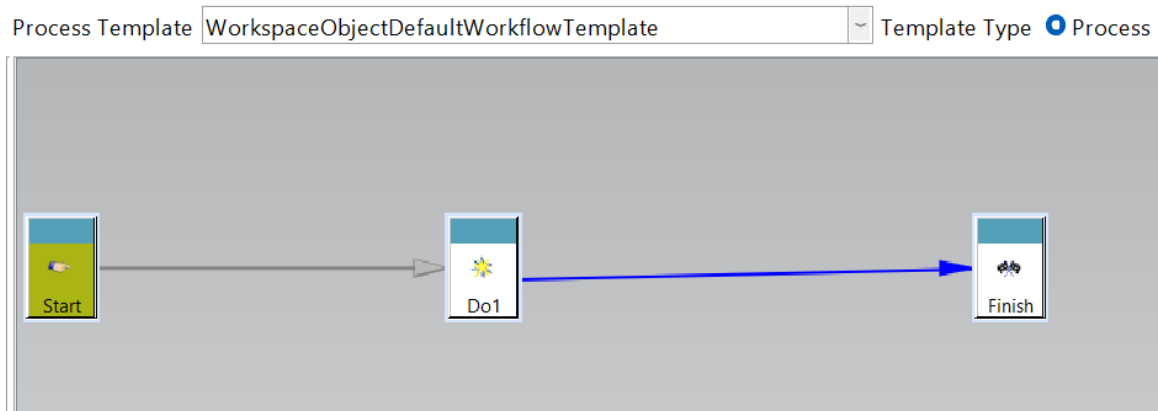 Process Template WorkspaceObjectDefaultWorkflowTemplate Template Type Process
Start Do1 Finish